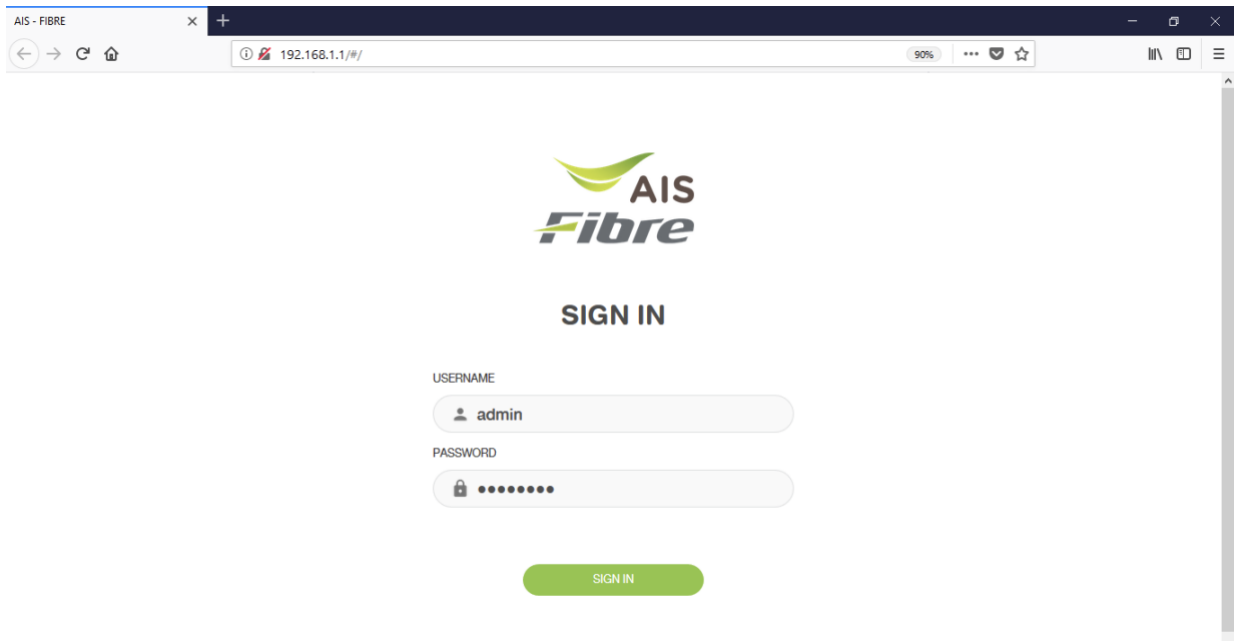 AIS - FIBRE
192.168.1.1/#/
90%
AIS
Fibre
SIGN IN
USERNAME
admin
PASSWORD
••••••••
SIGN IN